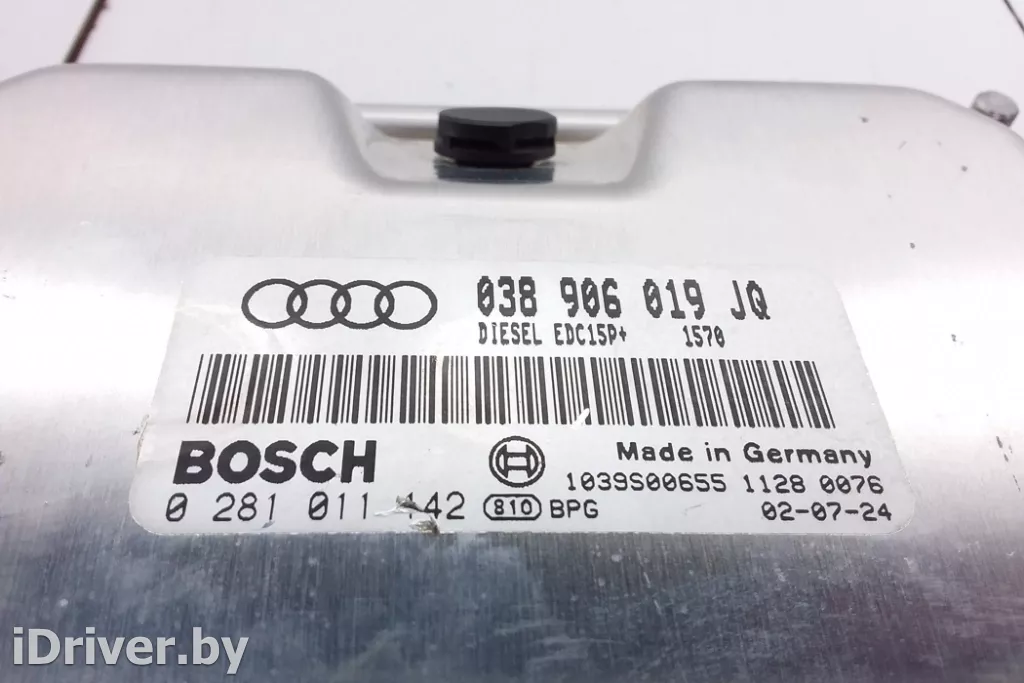 038 906 019 JQ
DIESEL EDC15P+ 1570
BOSCH
Made in Germany
1039S00655 1128 0076
0 281 011 442 810 BPG 02-07-24
iDriver.by